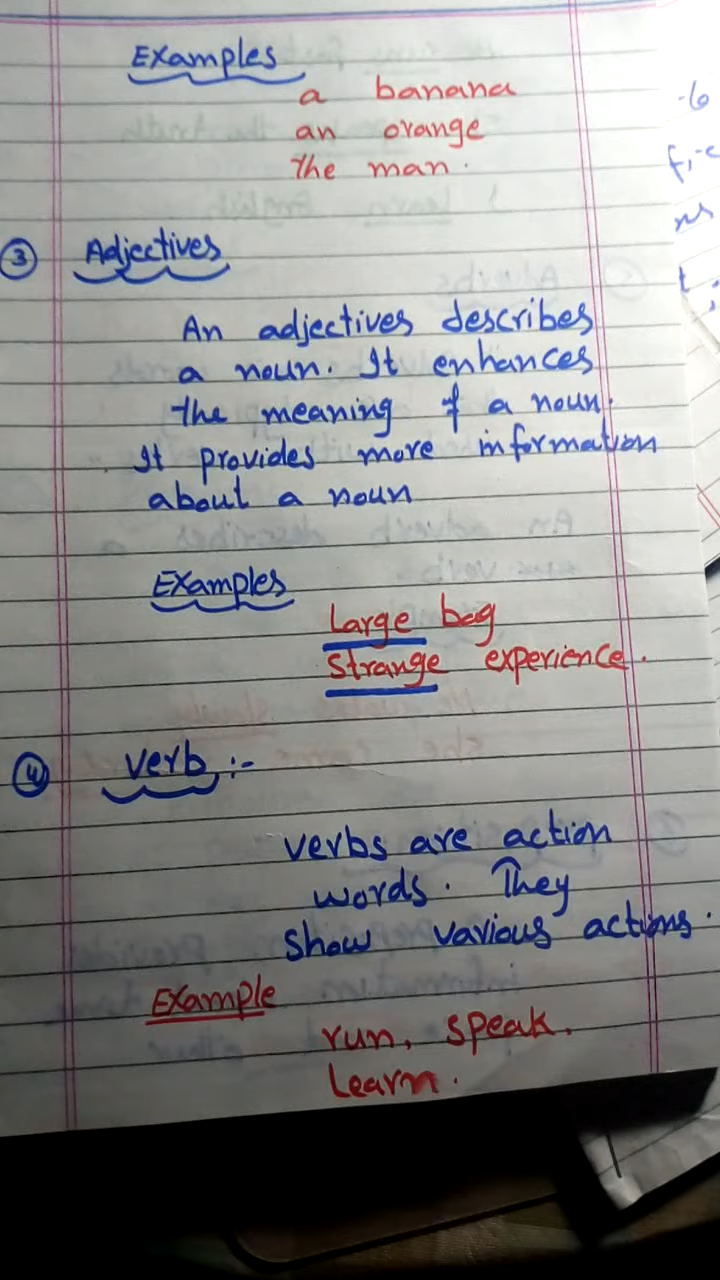 Examples
a banana
an orange
the man.
3 Adjectives
An adjectives describes
a noun. It enhances
the meaning of a noun.
It provides more information
about a noun
Examples
Large bag
Strange experience.
4 Verb :-
verbs are action
words. They
show various actions.
Example
run, speak.
Learn.